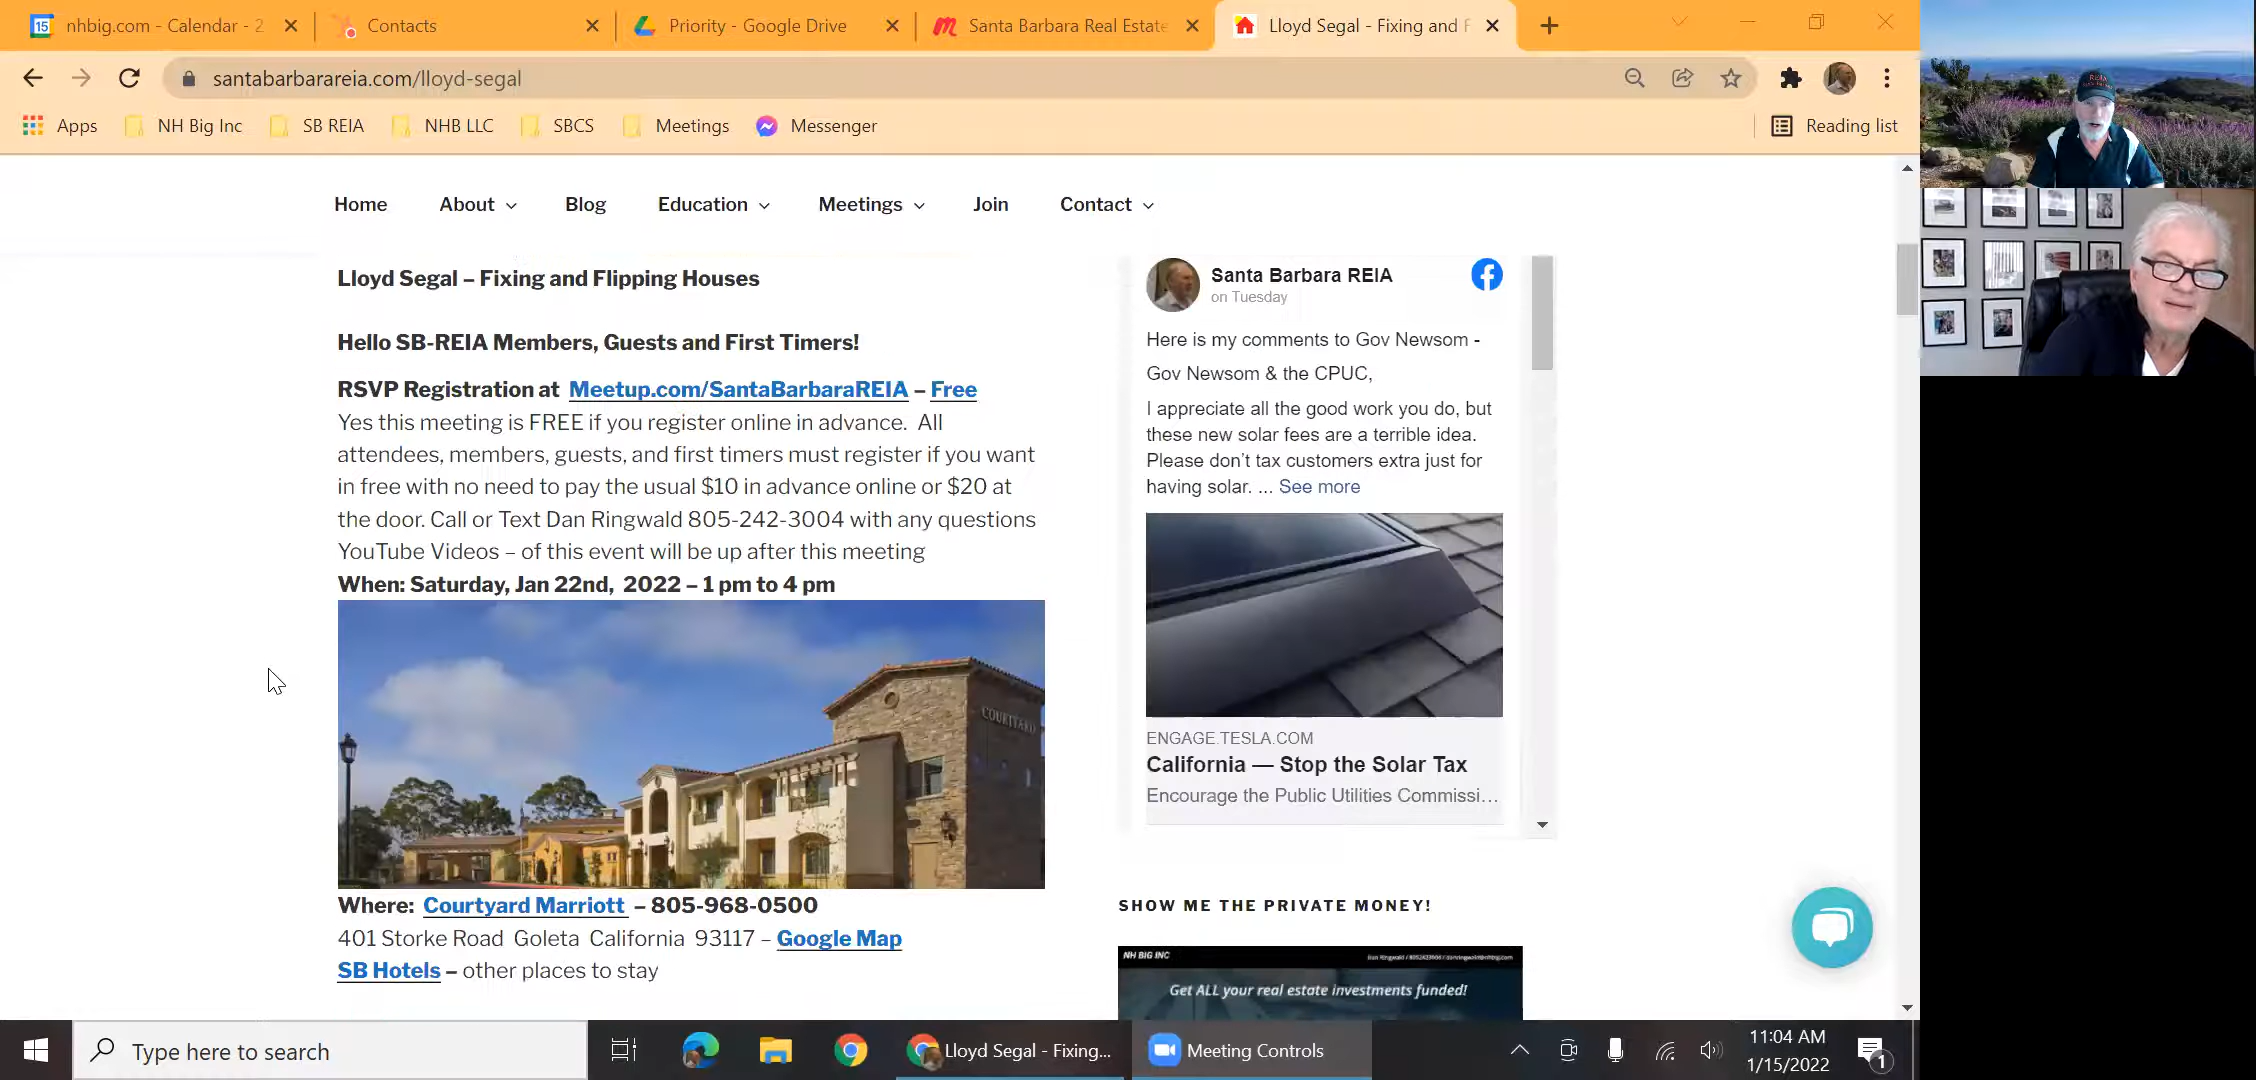 nhbig.com - Calendar - 2
Contacts
Priority - Google Drive
Santa Barbara Real Estate
Lloyd Segal - Fixing and F
santabarbarareia.com/lloyd-segal
Apps
NH Big Inc
SB REIA
NHB LLC
SBCS
Meetings
Messenger
Reading list
Home
About
Blog
Education
Meetings
Join
Contact
Lloyd Segal – Fixing and Flipping Houses
Hello SB-REIA Members, Guests and First Timers!
RSVP Registration at Meetup.com/SantaBarbaraREIA – Free
Yes this meeting is FREE if you register online in advance. All
attendees, members, guests, and first timers must register if you want
in free with no need to pay the usual $10 in advance online or $20 at
the door. Call or Text Dan Ringwald 805-242-3004 with any questions
YouTube Videos – of this event will be up after this meeting
When: Saturday, Jan 22nd, 2022 – 1 pm to 4 pm
COURTYARD
Where: Courtyard Marriott – 805-968-0500
401 Storke Road Goleta California 93117 – Google Map
SB Hotels – other places to stay
Santa Barbara REIA
on Tuesday
Here is my comments to Gov Newsom -
Gov Newsom & the CPUC,
I appreciate all the good work you do, but
these new solar fees are a terrible idea.
Please don't tax customers extra just for
having solar. ... See more
ENGAGE.TESLA.COM
California — Stop the Solar Tax
Encourage the Public Utilities Commissi...
SHOW ME THE PRIVATE MONEY!
NH BIG INC
Get ALL your real estate investments funded!
REIA
Type here to search
Lloyd Segal - Fixing...
Meeting Controls
11:04 AM
1/15/2022
1
15